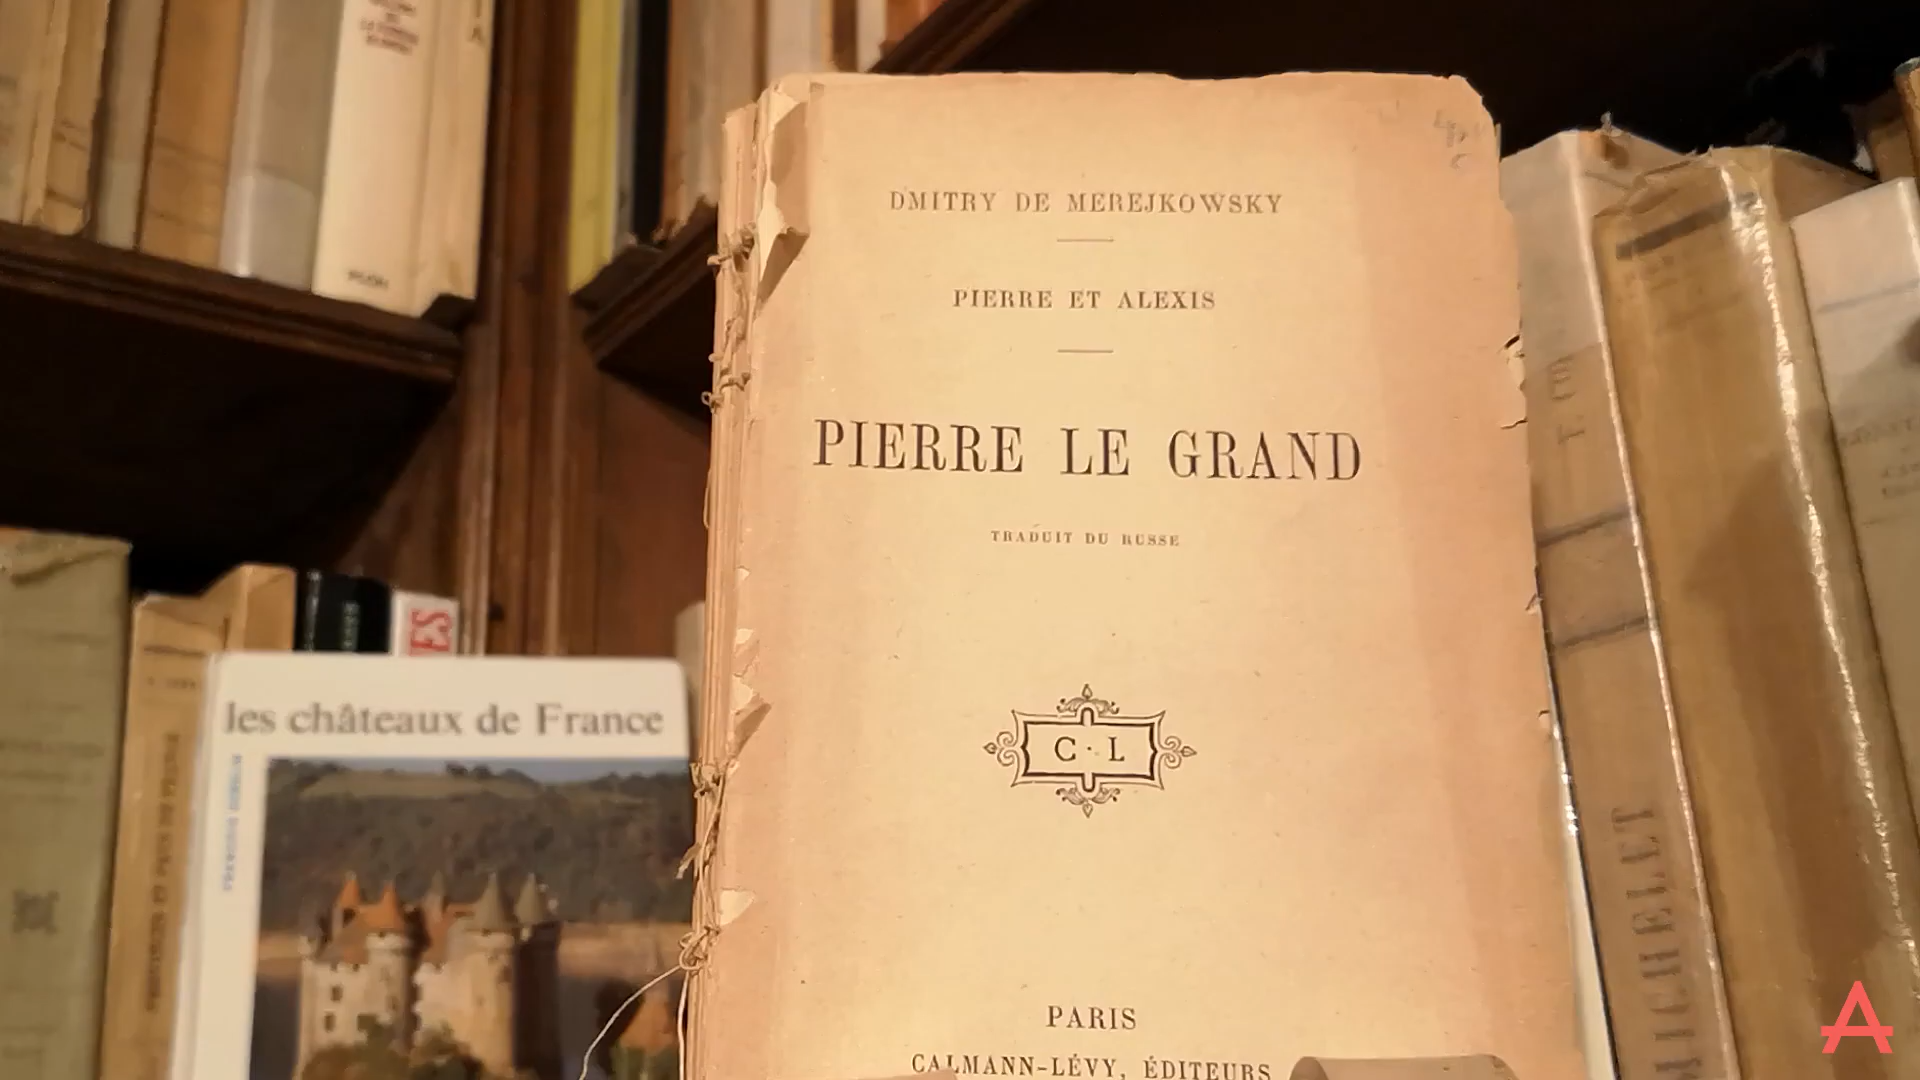 DMITRY DE MEREJKOWSKY
PIERRE ET ALEXIS
PIERRE LE GRAND
TRADUIT DU RUSSE
C · L
PARIS
CALMANN-LÉVY, ÉDITEURS
les châteaux de France
MICHELET